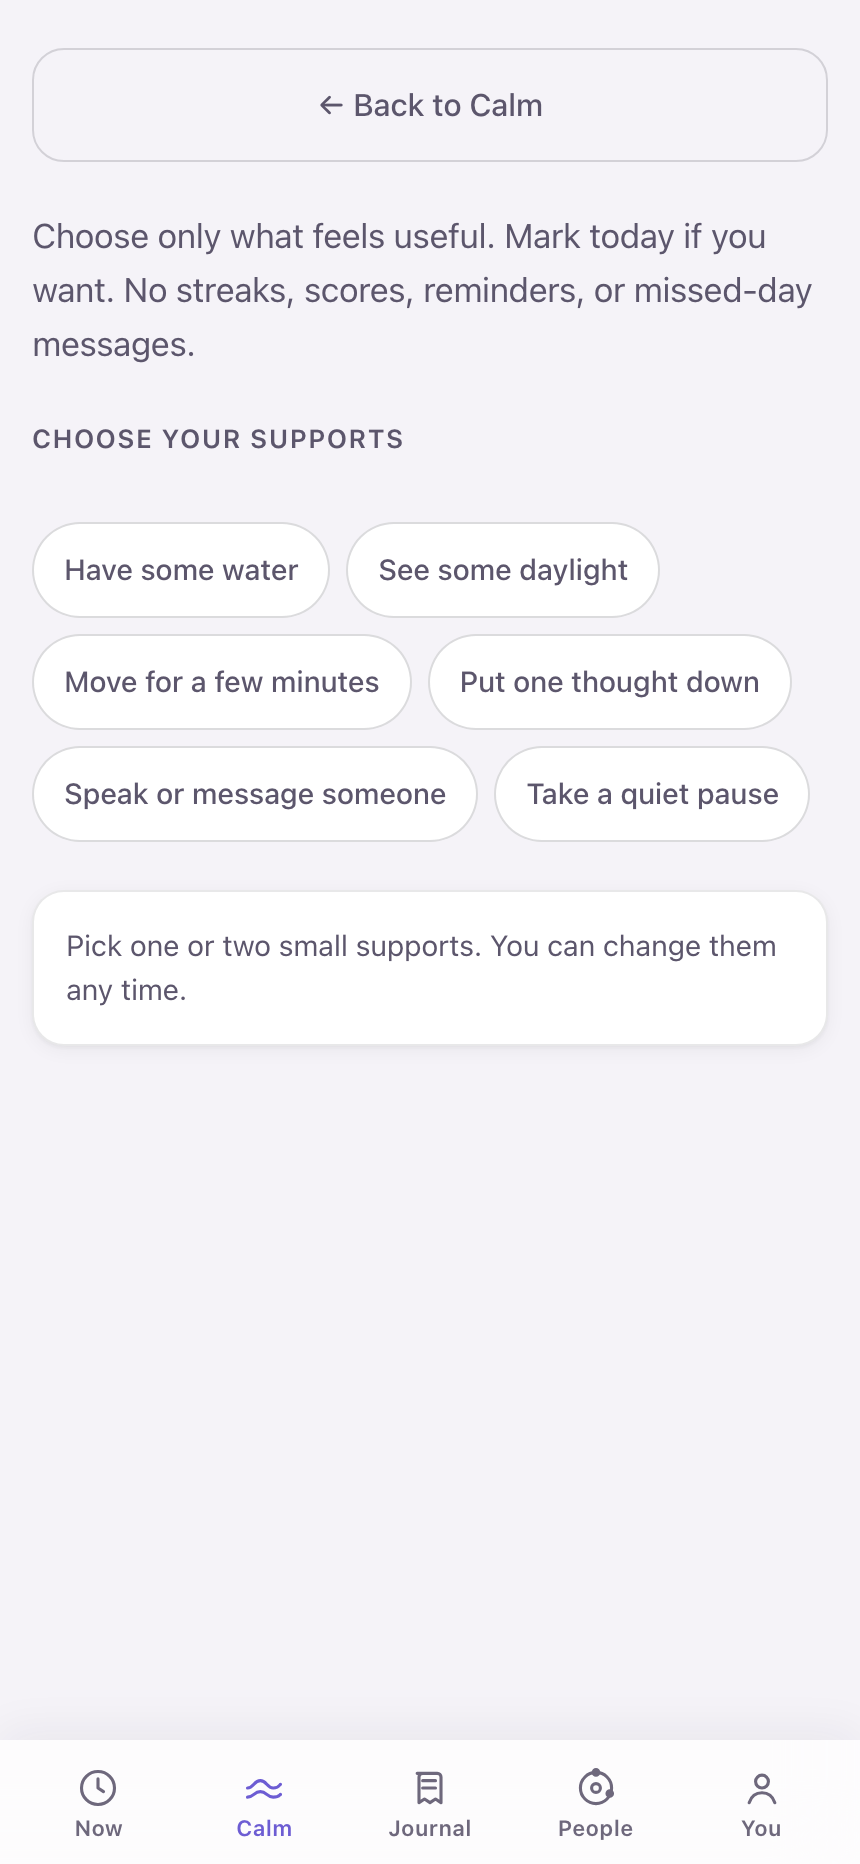 ← Back to Calm
Choose only what feels useful. Mark today if you
want. No streaks, scores, reminders, or missed-day
messages.
CHOOSE YOUR SUPPORTS
Have some water
See some daylight
Move for a few minutes
Put one thought down
Speak or message someone
Take a quiet pause
Pick one or two small supports. You can change them
any time.
Now
Calm
Journal
People
You